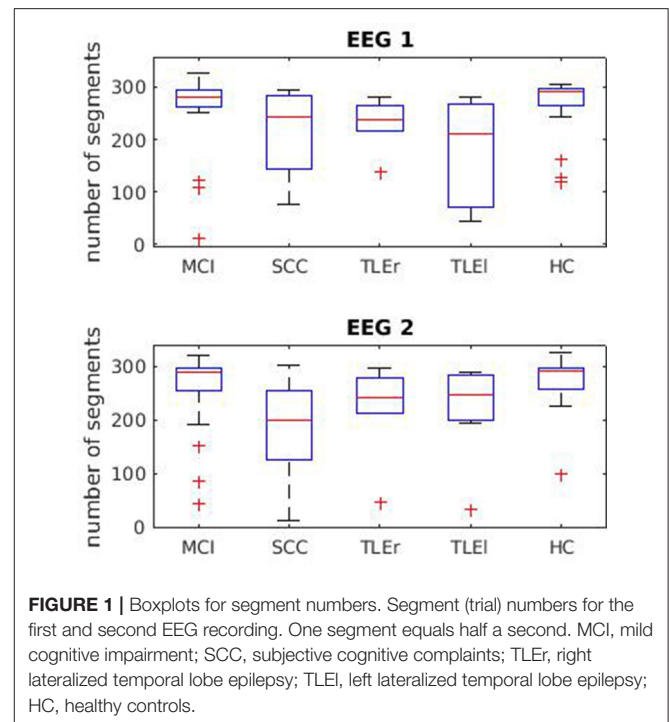 EEG 1
number of segments
300
200
100
0
MCI SCC TLEr TLEl HC
EEG 2
number of segments
300
200
100
0
MCI SCC TLEr TLEl HC
FIGURE 1 | Boxplots for segment numbers. Segment (trial) numbers for the
first and second EEG recording. One segment equals half a second. MCI, mild
cognitive impairment; SCC, subjective cognitive complaints; TLEr, right
lateralized temporal lobe epilepsy; TLEl, left lateralized temporal lobe epilepsy;
HC, healthy controls.